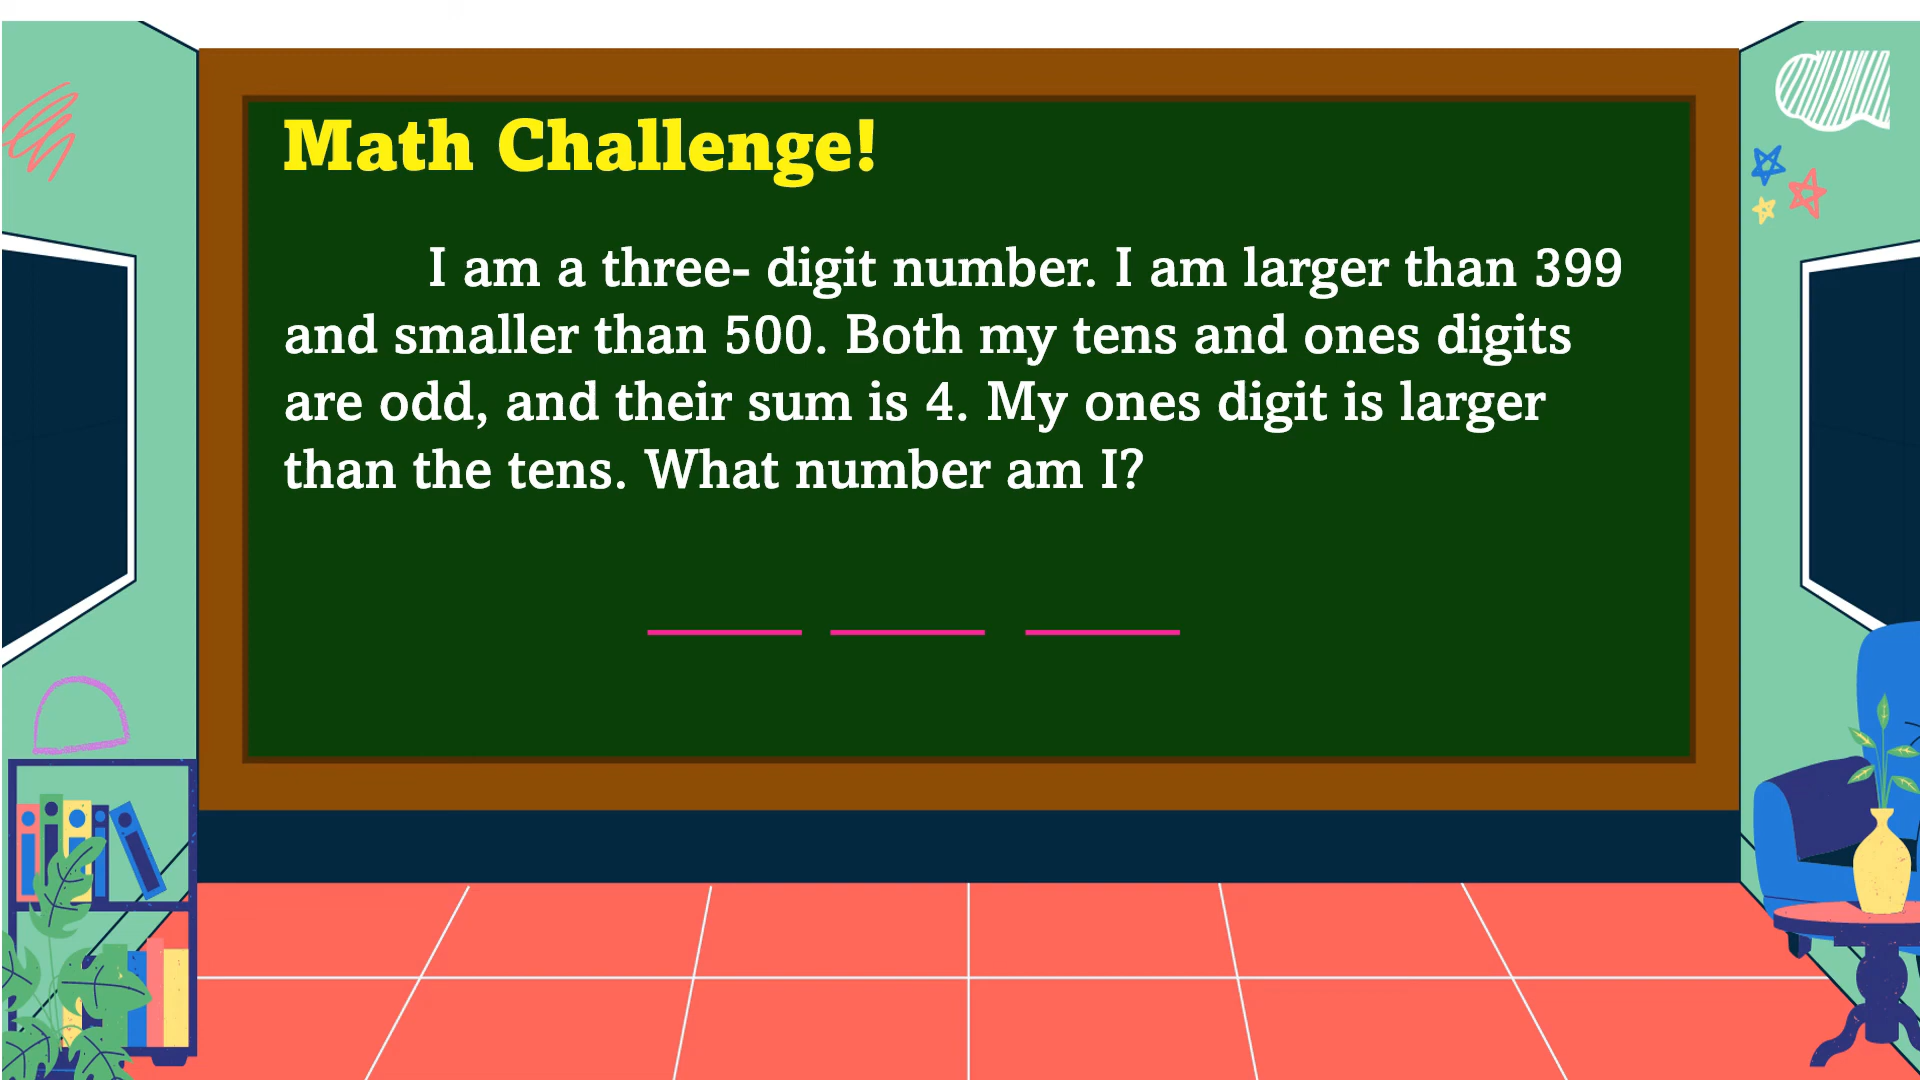 Math Challenge!
I am a three- digit number. I am larger than 399
and smaller than 500. Both my tens and ones digits
are odd, and their sum is 4. My ones digit is larger
than the tens. What number am I?